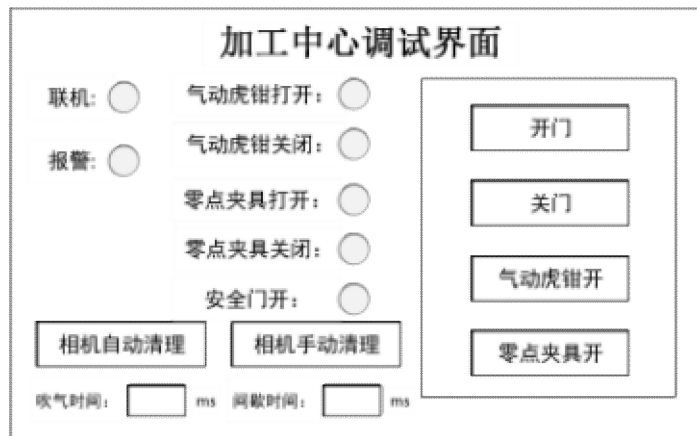 加工中心调试界面
联机:
报警:
气动虎钳打开：
气动虎钳关闭：
零点夹具打开：
零点夹具关闭：
安全门开：
相机自动清理
相机手动清理
吹气时间： ms
间歇时间： ms
开门
关门
气动虎钳开
零点夹具开